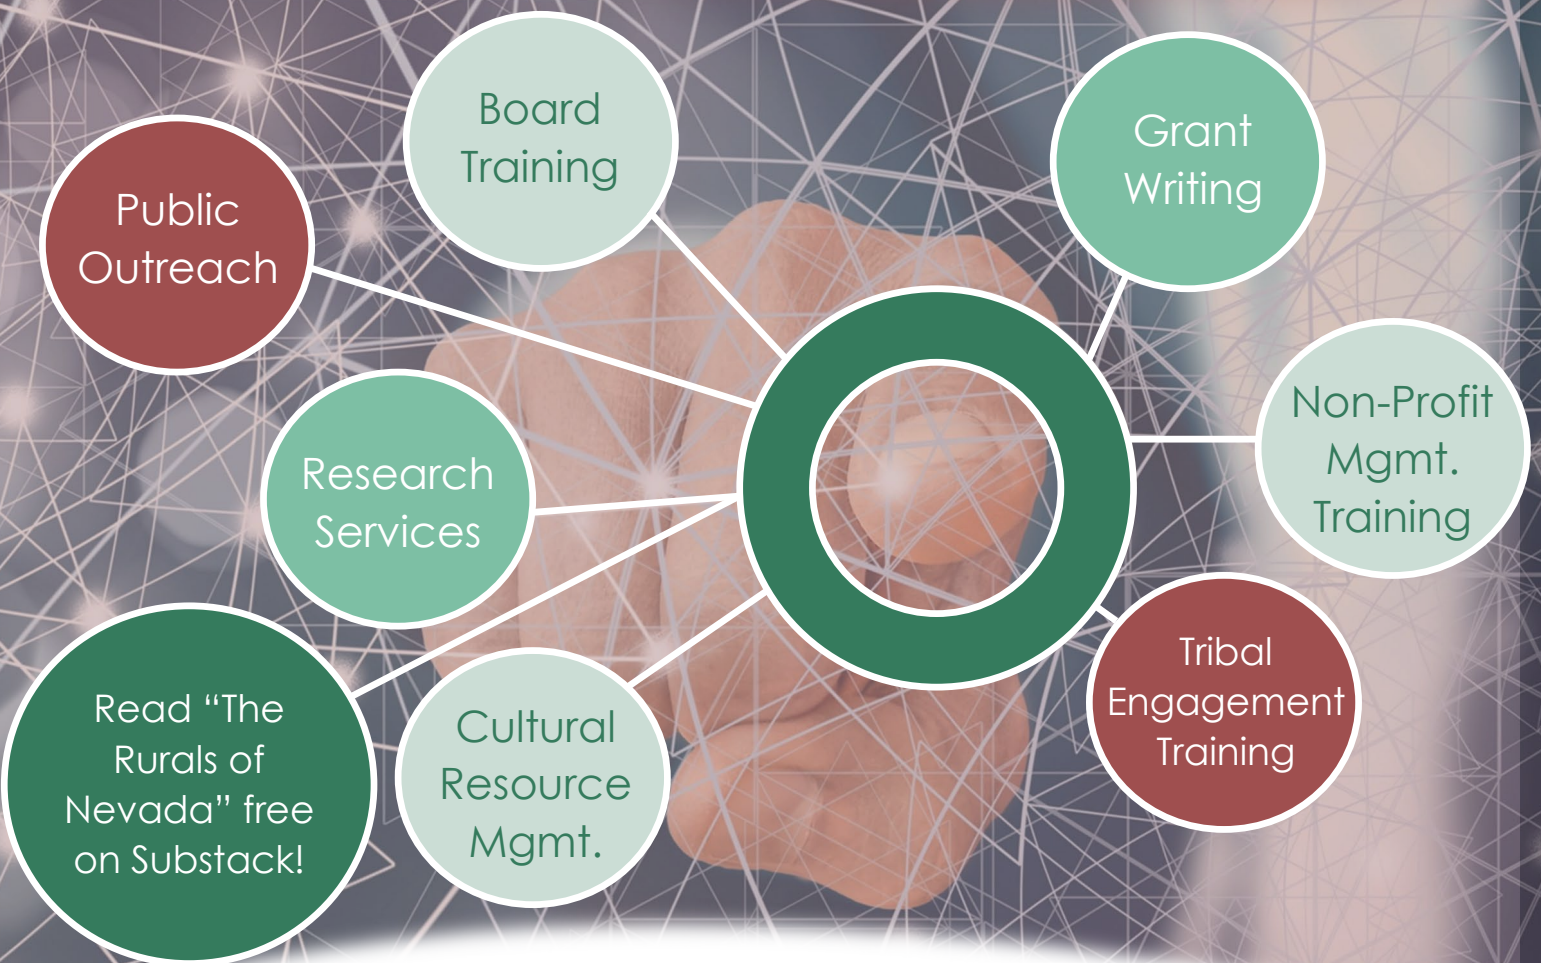 Board
Training
Grant
Writing
Public
Outreach
Non-Profit
Mgmt.
Training
Research
Services
Tribal
Engagement
Training
Read “The
Rurals of
Nevada” free
on Substack!
Cultural
Resource
Mgmt.